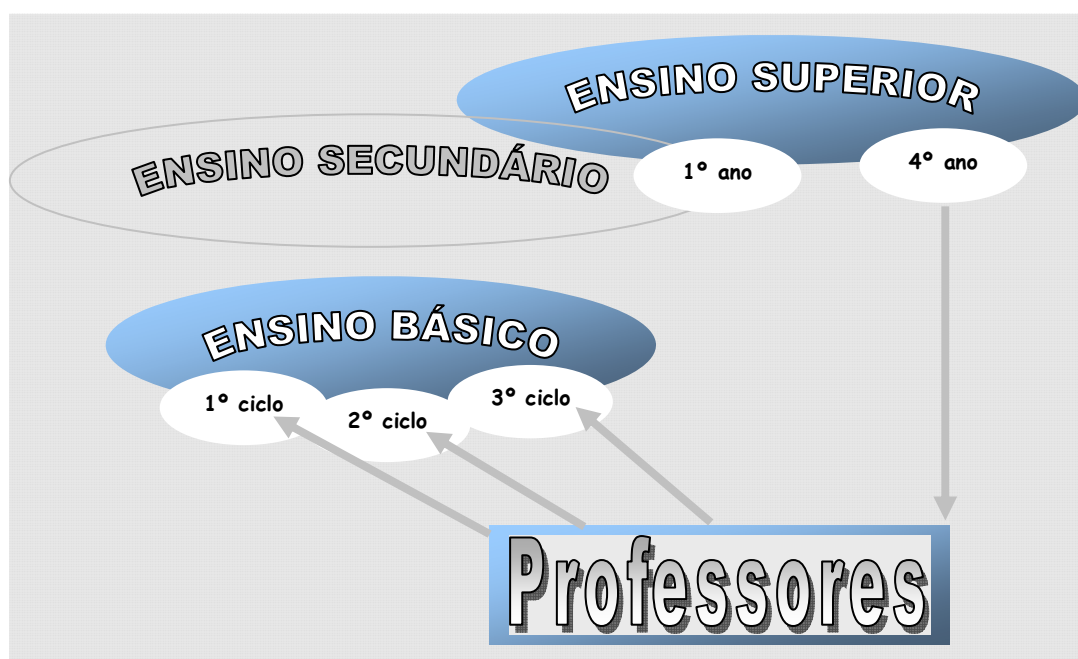 ENSINO SUPERIOR
ENSINO SECUNDÁRIO
1º ano
4º ano
ENSINO BÁSICO
1º ciclo
2º ciclo
3º ciclo
Professores